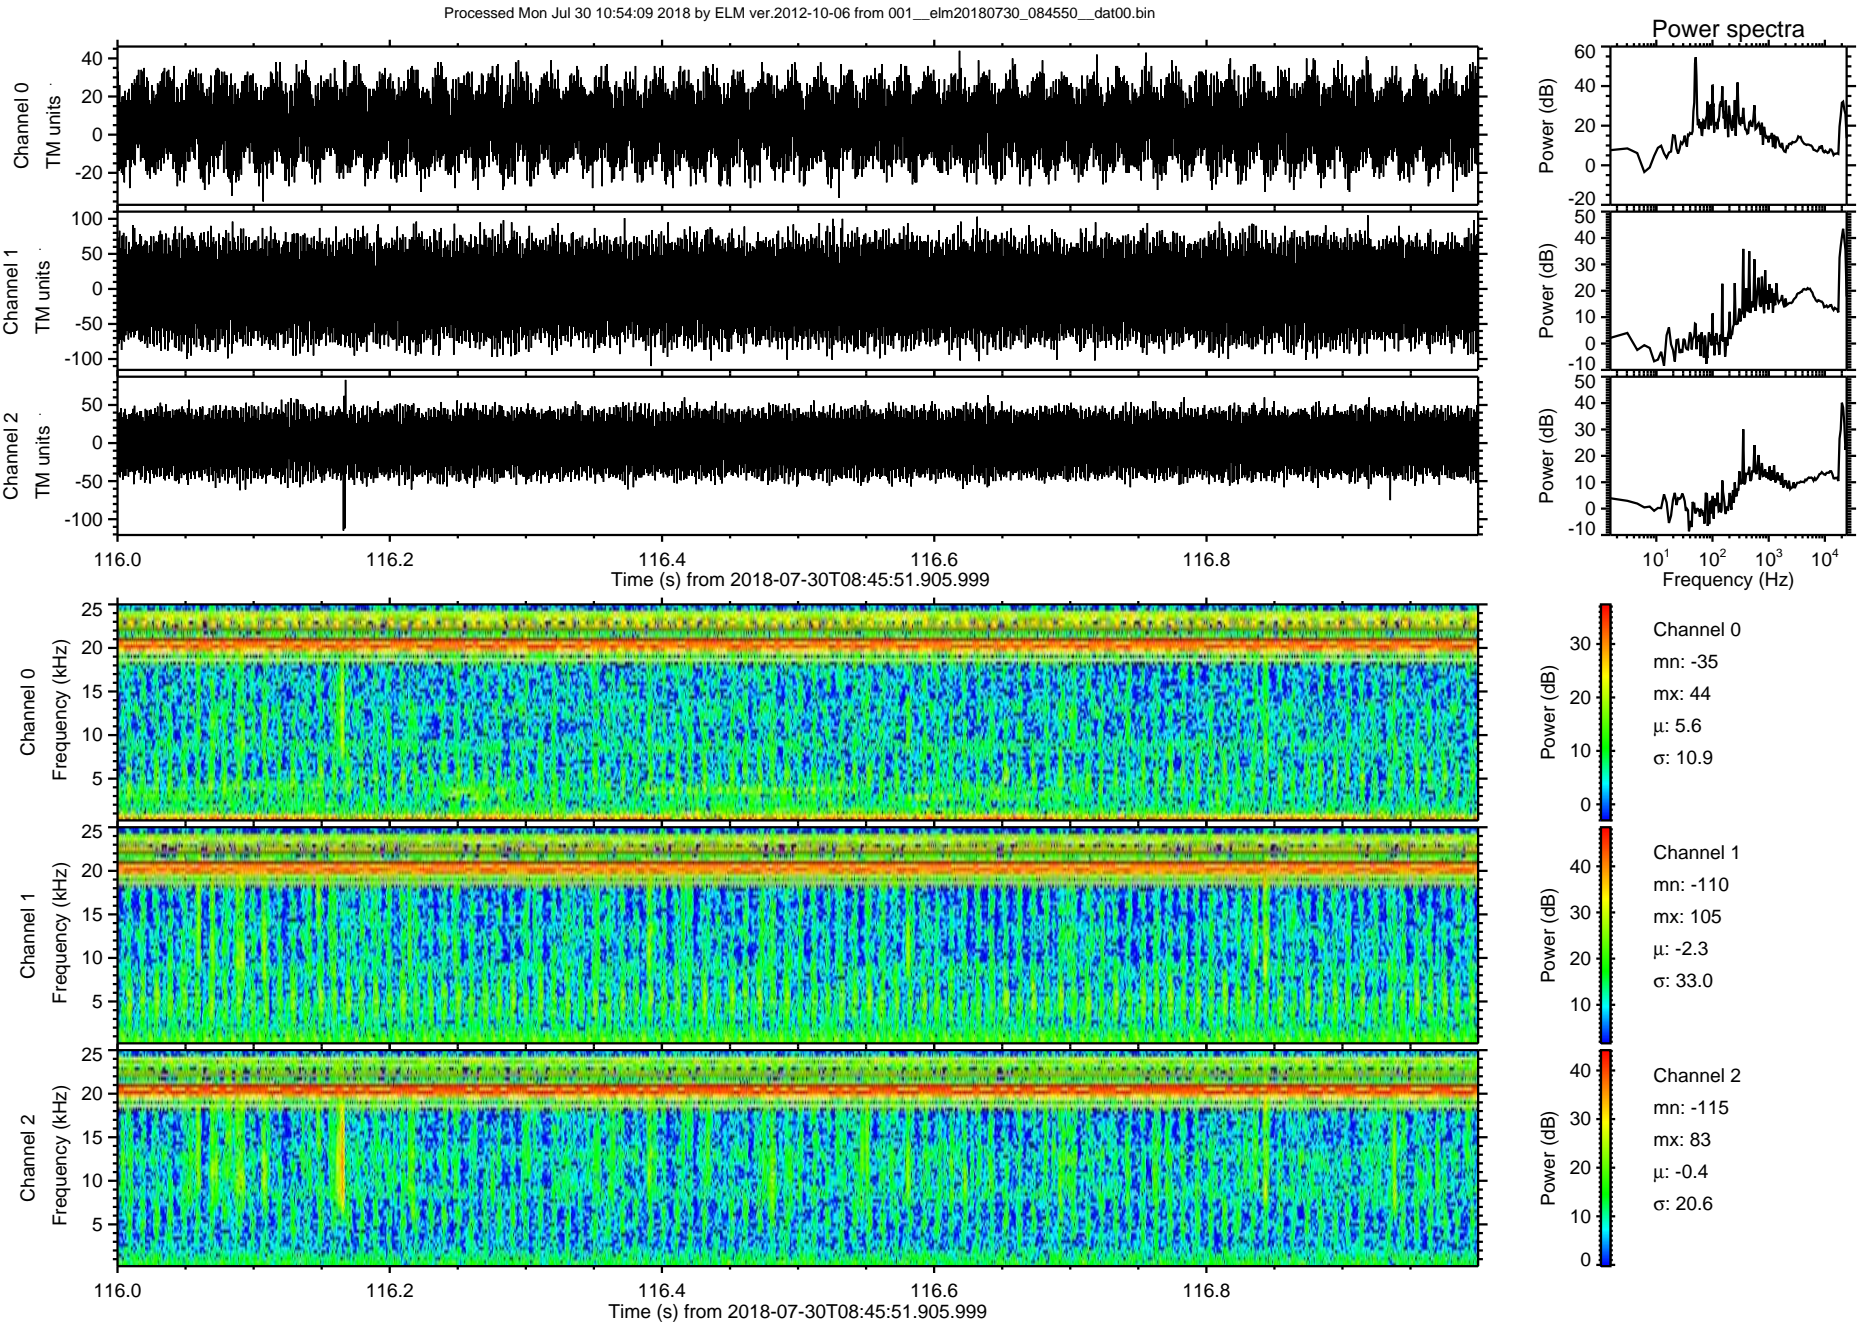 Processed Mon Jul 30 10:54:09 2018 by ELM ver.2012-10-06 from 001__elm20180730_084550__dat00.bin
Power spectra
Channel 0
TM units
40
20
0
-20
Power (dB)
60
40
20
0
-20
Channel 1
TM units
100
50
0
-50
-100
Power (dB)
50
40
30
20
10
0
-10
Channel 2
TM units
50
0
-50
-100
Power (dB)
50
40
30
20
10
0
-10
116.0 116.2 116.4 116.6 116.8
Time (s) from 2018-07-30T08:45:51.905.999
10¹ 10² 10³ 10⁴
Frequency (Hz)
Channel 0
Frequency (kHz)
25
20
15
10
5
Power (dB)
30
20
10
0
Channel 0
mn: -35
mx: 44
μ: 5.6
σ: 10.9
Channel 1
Frequency (kHz)
25
20
15
10
5
Power (dB)
40
30
20
10
Channel 1
mn: -110
mx: 105
μ: -2.3
σ: 33.0
Channel 2
Frequency (kHz)
25
20
15
10
5
Power (dB)
40
30
20
10
0
Channel 2
mn: -115
mx: 83
μ: -0.4
σ: 20.6
116.0 116.2 116.4 116.6 116.8
Time (s) from 2018-07-30T08:45:51.905.999